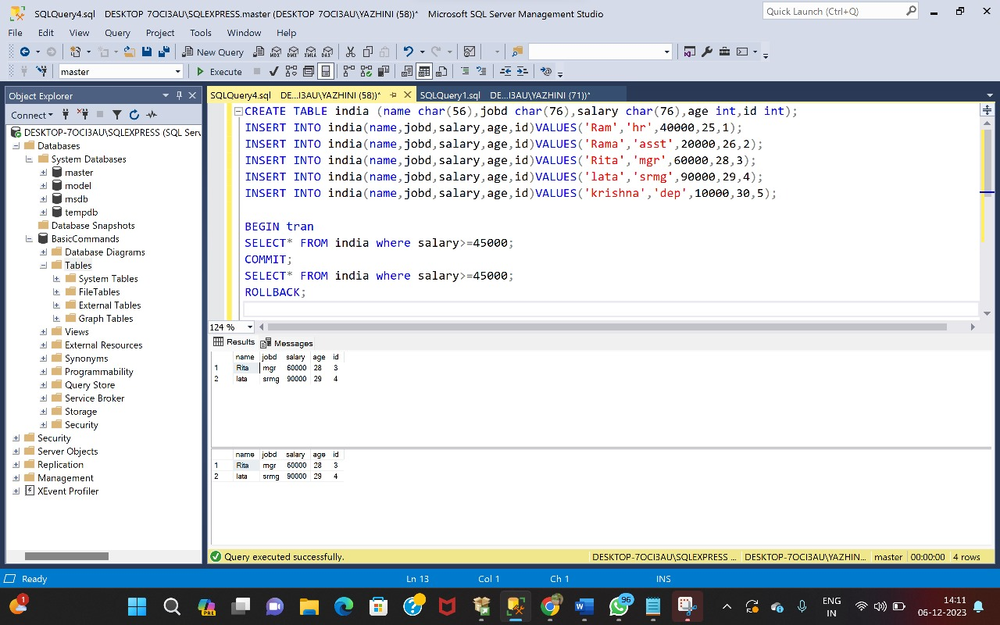 SQLQuery4.sql    DESKTOP 7OCI3AU\SQLEXPRESS.master (DESKTOP 7OCI3AU\YAZHINI (58))*    Microsoft SQL Server Management Studio
Quick Launch (Ctrl+Q)
File Edit View Query Project Tools Window Help
New Query MDX DMX XMLA DAX
master Execute
Object Explorer
SQLQuery4.sql    DE...I3AU\YAZHINI (58))*
SQLQuery1.sql    DE...I3AU\YAZHINI (71))*
Connect
DESKTOP-7OCI3AU\SQLEXPRESS (SQL Serv
Databases
System Databases
master
model
msdb
tempdb
Database Snapshots
BasicCommands
Database Diagrams
Tables
System Tables
FileTables
External Tables
Graph Tables
Views
External Resources
Synonyms
Programmability
Query Store
Service Broker
Storage
Security
Security
Server Objects
Replication
Management
XEvent Profiler
CREATE TABLE india (name char(56),jobd char(76),salary char(76),age int,id int);
INSERT INTO india(name,jobd,salary,age,id)VALUES('Ram','hr',40000,25,1);
INSERT INTO india(name,jobd,salary,age,id)VALUES('Rama','asst',20000,26,2);
INSERT INTO india(name,jobd,salary,age,id)VALUES('Rita','mgr',60000,28,3);
INSERT INTO india(name,jobd,salary,age,id)VALUES('lata','srmg',90000,29,4);
INSERT INTO india(name,jobd,salary,age,id)VALUES('krishna','dep',10000,30,5);
BEGIN tran
SELECT* FROM india where salary>=45000;
COMMIT;
SELECT* FROM india where salary>=45000;
ROLLBACK;
124 %
Results Messages
name jobd salary age id
1 Rita mgr 60000 28 3
2 lata srmg 90000 29 4
name jobd salary age id
1 Rita mgr 60000 28 3
2 lata srmg 90000 29 4
Query executed successfully. DESKTOP-7OCI3AU\SQLEXPRESS ... DESKTOP-7OCI3AU\YAZHIN... master 00:00:00 4 rows
Ready Ln 13 Col 1 Ch 1 INS
1
PRE
96
ENG
IN
14:11
06-12-2023